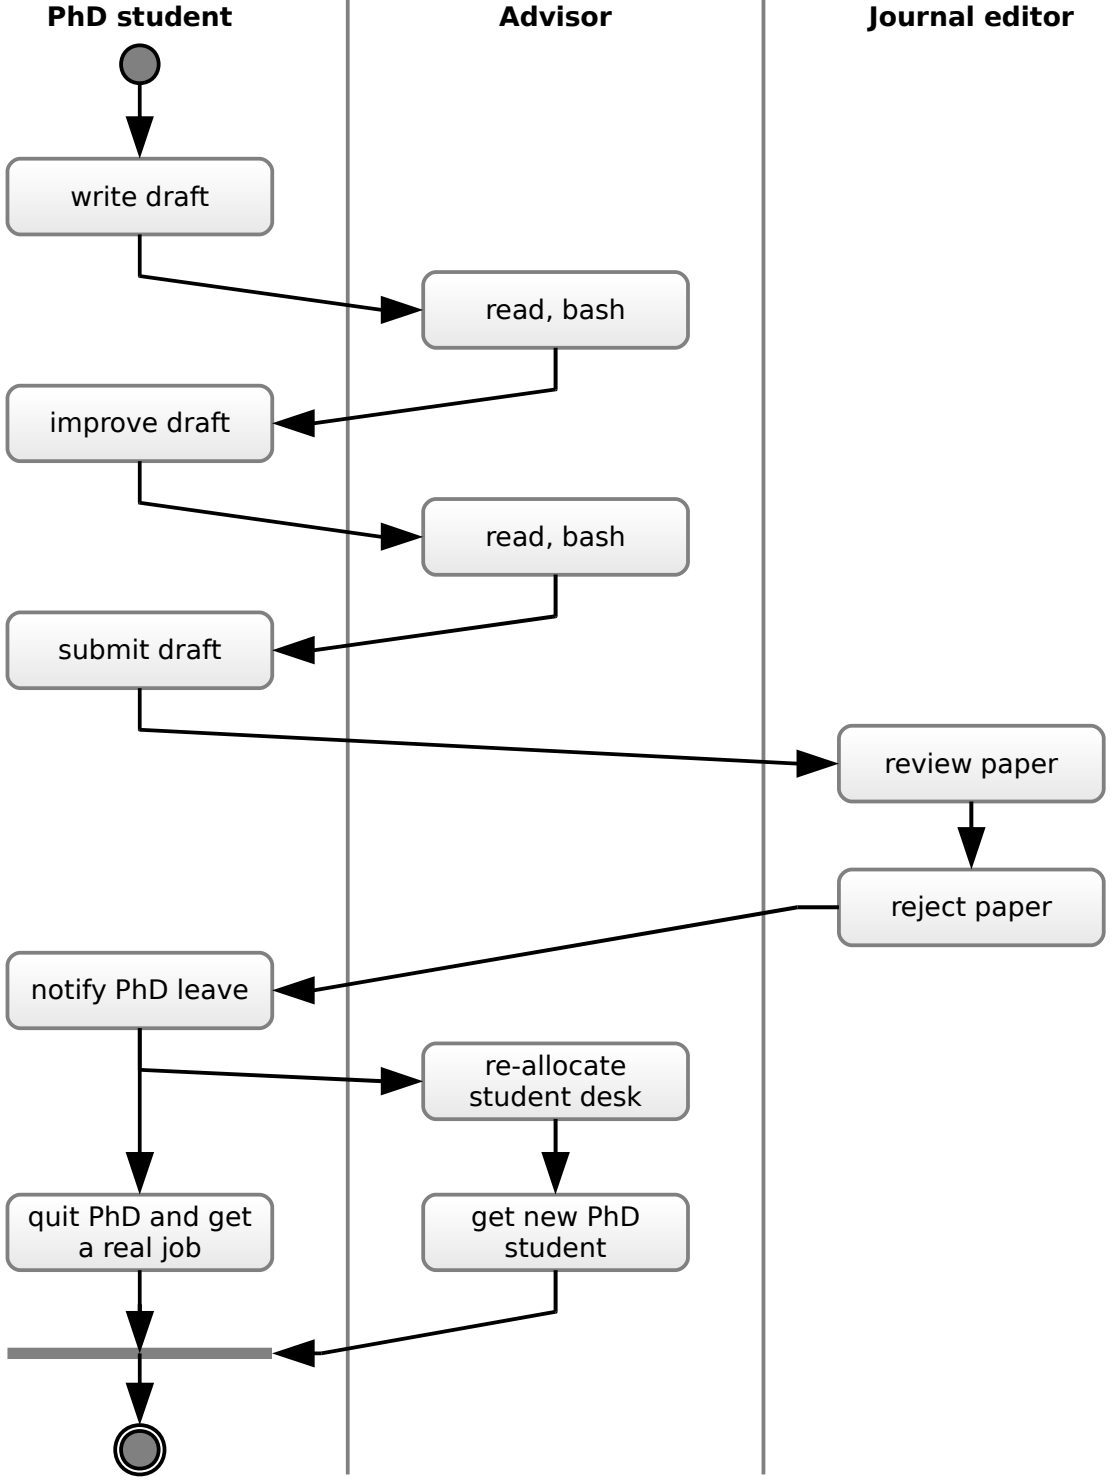 PhD student
Advisor
Journal editor
write draft
read, bash
improve draft
read, bash
submit draft
review paper
reject paper
notify PhD leave
re-allocate
student desk
quit PhD and get
a real job
get new PhD
student